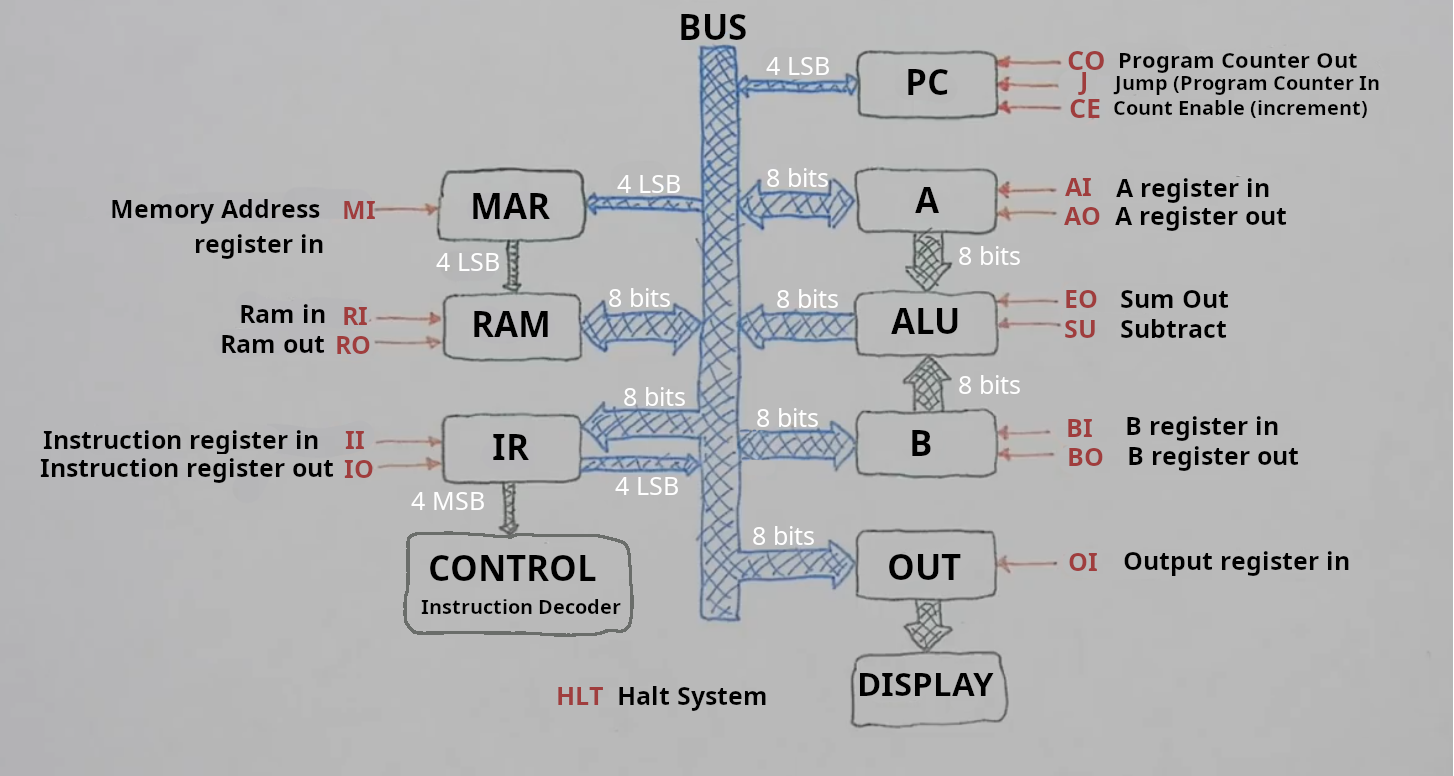 BUS
4 LSB
PC
CO Program Counter Out
J Jump (Program Counter In
CE Count Enable (increment)
Memory Address MI
register in
MAR
4 LSB
8 bits
A
AI A register in
AO A register out
4 LSB
8 bits
Ram in RI
Ram out RO
RAM
8 bits
8 bits
ALU
EO Sum Out
SU Subtract
8 bits
Instruction register in II
Instruction register out IO
IR
8 bits
4 LSB
8 bits
B
BI B register in
BO B register out
4 MSB
CONTROL
Instruction Decoder
8 bits
OUT
OI Output register in
DISPLAY
HLT Halt System